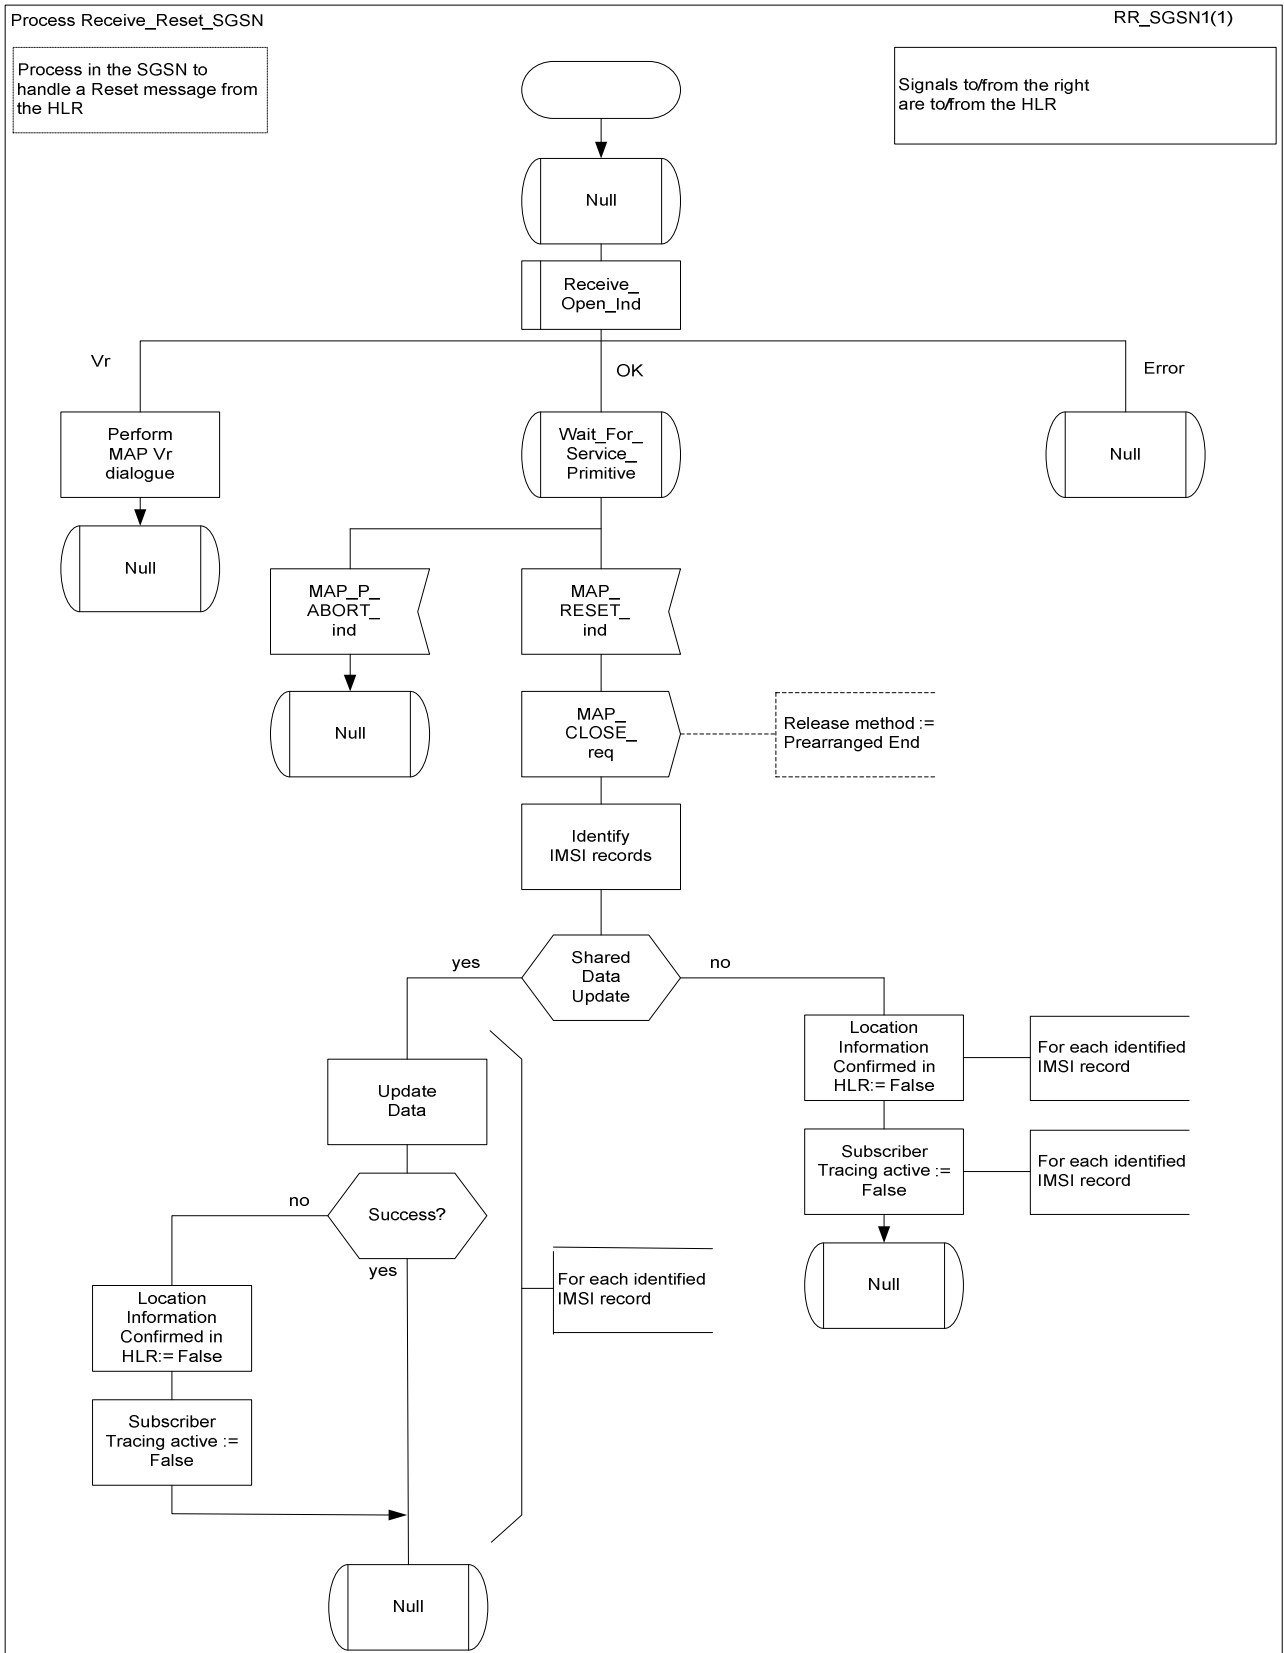 Process Receive_Reset_SGSN
RR_SGSN1(1)
Process in the SGSN to
handle a Reset message from
the HLR
Signals to/from the right
are to/from the HLR
Null
Receive_
Open_Ind
Vr
OK
Error
Perform
MAP Vr
dialogue
Wait_For_
Service_
Primitive
Null
Null
MAP_P_
ABORT_
ind
MAP_
RESET_
ind
Null
MAP_
CLOSE_
req
Release method :=
Prearranged End
Identify
IMSI records
yes
Shared
Data
Update
no
Location
Information
Confirmed in
HLR:= False
For each identified
IMSI record
Update
Data
Subscriber
Tracing active :=
False
For each identified
IMSI record
no
Success?
yes
Null
For each identified
IMSI record
Location
Information
Confirmed in
HLR:= False
Subscriber
Tracing active :=
False
Null